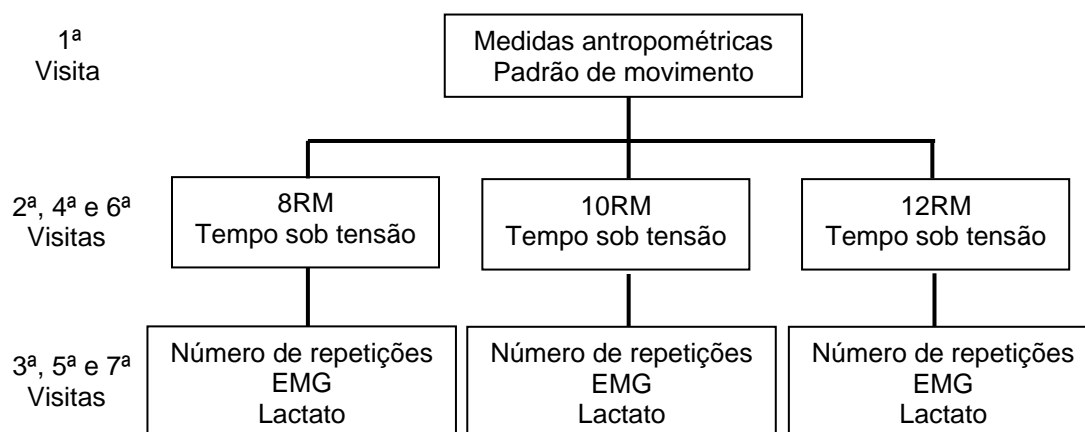 1ª
Visita
Medidas antropométricas
Padrão de movimento
2ª, 4ª e 6ª
Visitas
8RM
Tempo sob tensão
10RM
Tempo sob tensão
12RM
Tempo sob tensão
3ª, 5ª e 7ª
Visitas
Número de repetições
EMG
Lactato
Número de repetições
EMG
Lactato
Número de repetições
EMG
Lactato